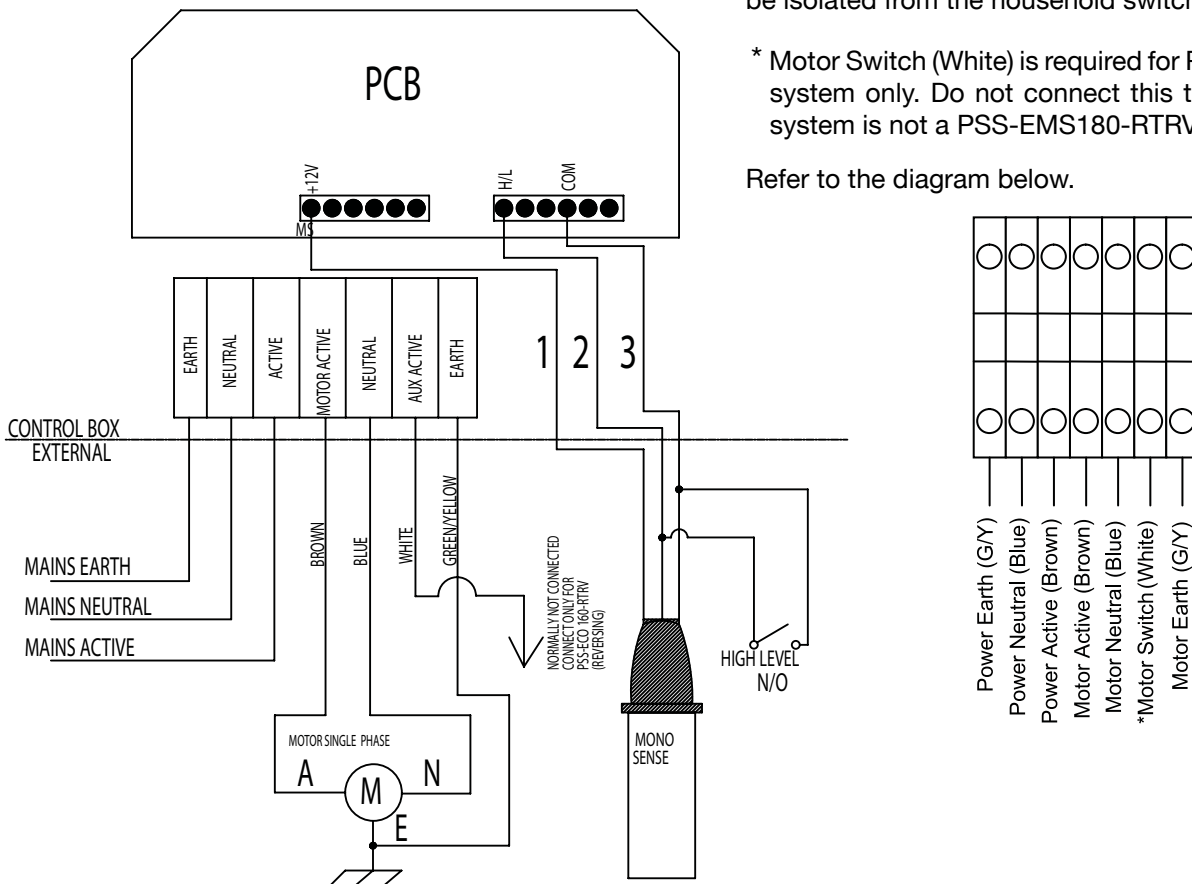 be isolated from the household switch
* Motor Switch (White) is required for P
system only. Do not connect this t
system is not a PSS-EMS180-RTRV
Refer to the diagram below.
PCB
+12V
MS
H/L
COM
EARTH
NEUTRAL
ACTIVE
MOTOR ACTIVE
NEUTRAL
AUX ACTIVE
EARTH
1 2 3
CONTROL BOX
EXTERNAL
BROWN
BLUE
WHITE
GREEN/YELLOW
NORMALLY NOT CONNECTED
CONNECT ONLY FOR
PSS-ECO 160-RTRV
(REVERSING)
MAINS EARTH
MAINS NEUTRAL
MAINS ACTIVE
MOTOR SINGLE PHASE
A M N
E
MONO
SENSE
HIGH LEVEL
N/O
Power Earth (G/Y)
Power Neutral (Blue)
Power Active (Brown)
Motor Active (Brown)
Motor Neutral (Blue)
*Motor Switch (White)
Motor Earth (G/Y)